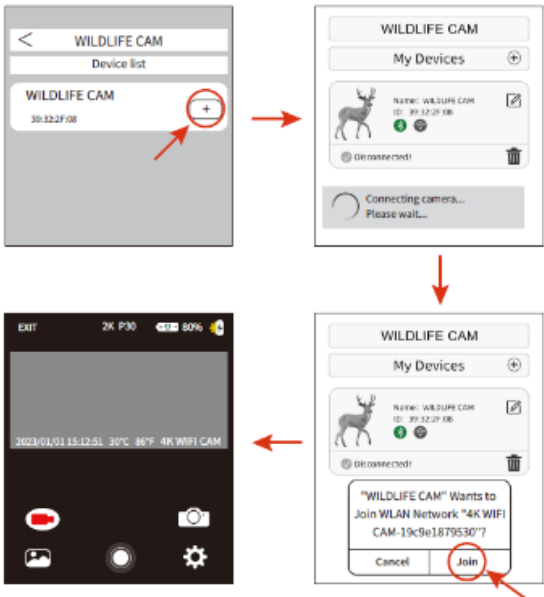 < WILDLIFE CAM
Device list
WILDLIFE CAM
39:32:2F:08
+
WILDLIFE CAM
My Devices
Name: WILDLIFE CAM
ID: 39:32:2F:08
Disconnected!
Connecting camera...
Please wait...
WILDLIFE CAM
My Devices
Name: WILDLIFE CAM
ID: 39:32:2F:08
Disconnected!
"WILDLIFE CAM" Wants to
Join WLAN Network "4K WIFI
CAM-19c9e1879530"?
Cancel Join
EXIT 2K P30 80%
2023/01/01 15:12:51 30°C 86°F 4K WIFI CAM